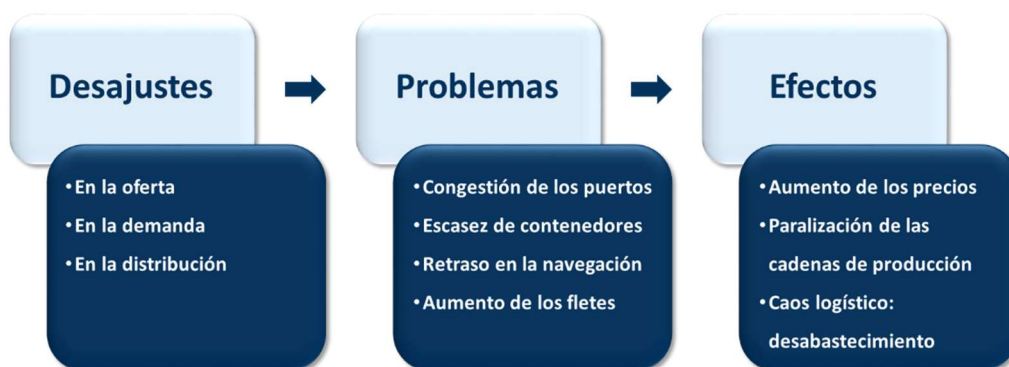 Desajustes
• En la oferta
• En la demanda
• En la distribución
Problemas
• Congestión de los puertos
• Escasez de contenedores
• Retraso en la navegación
• Aumento de los fletes
Efectos
• Aumento de los precios
• Paralización de las
cadenas de producción
• Caos logístico:
desabastecimiento